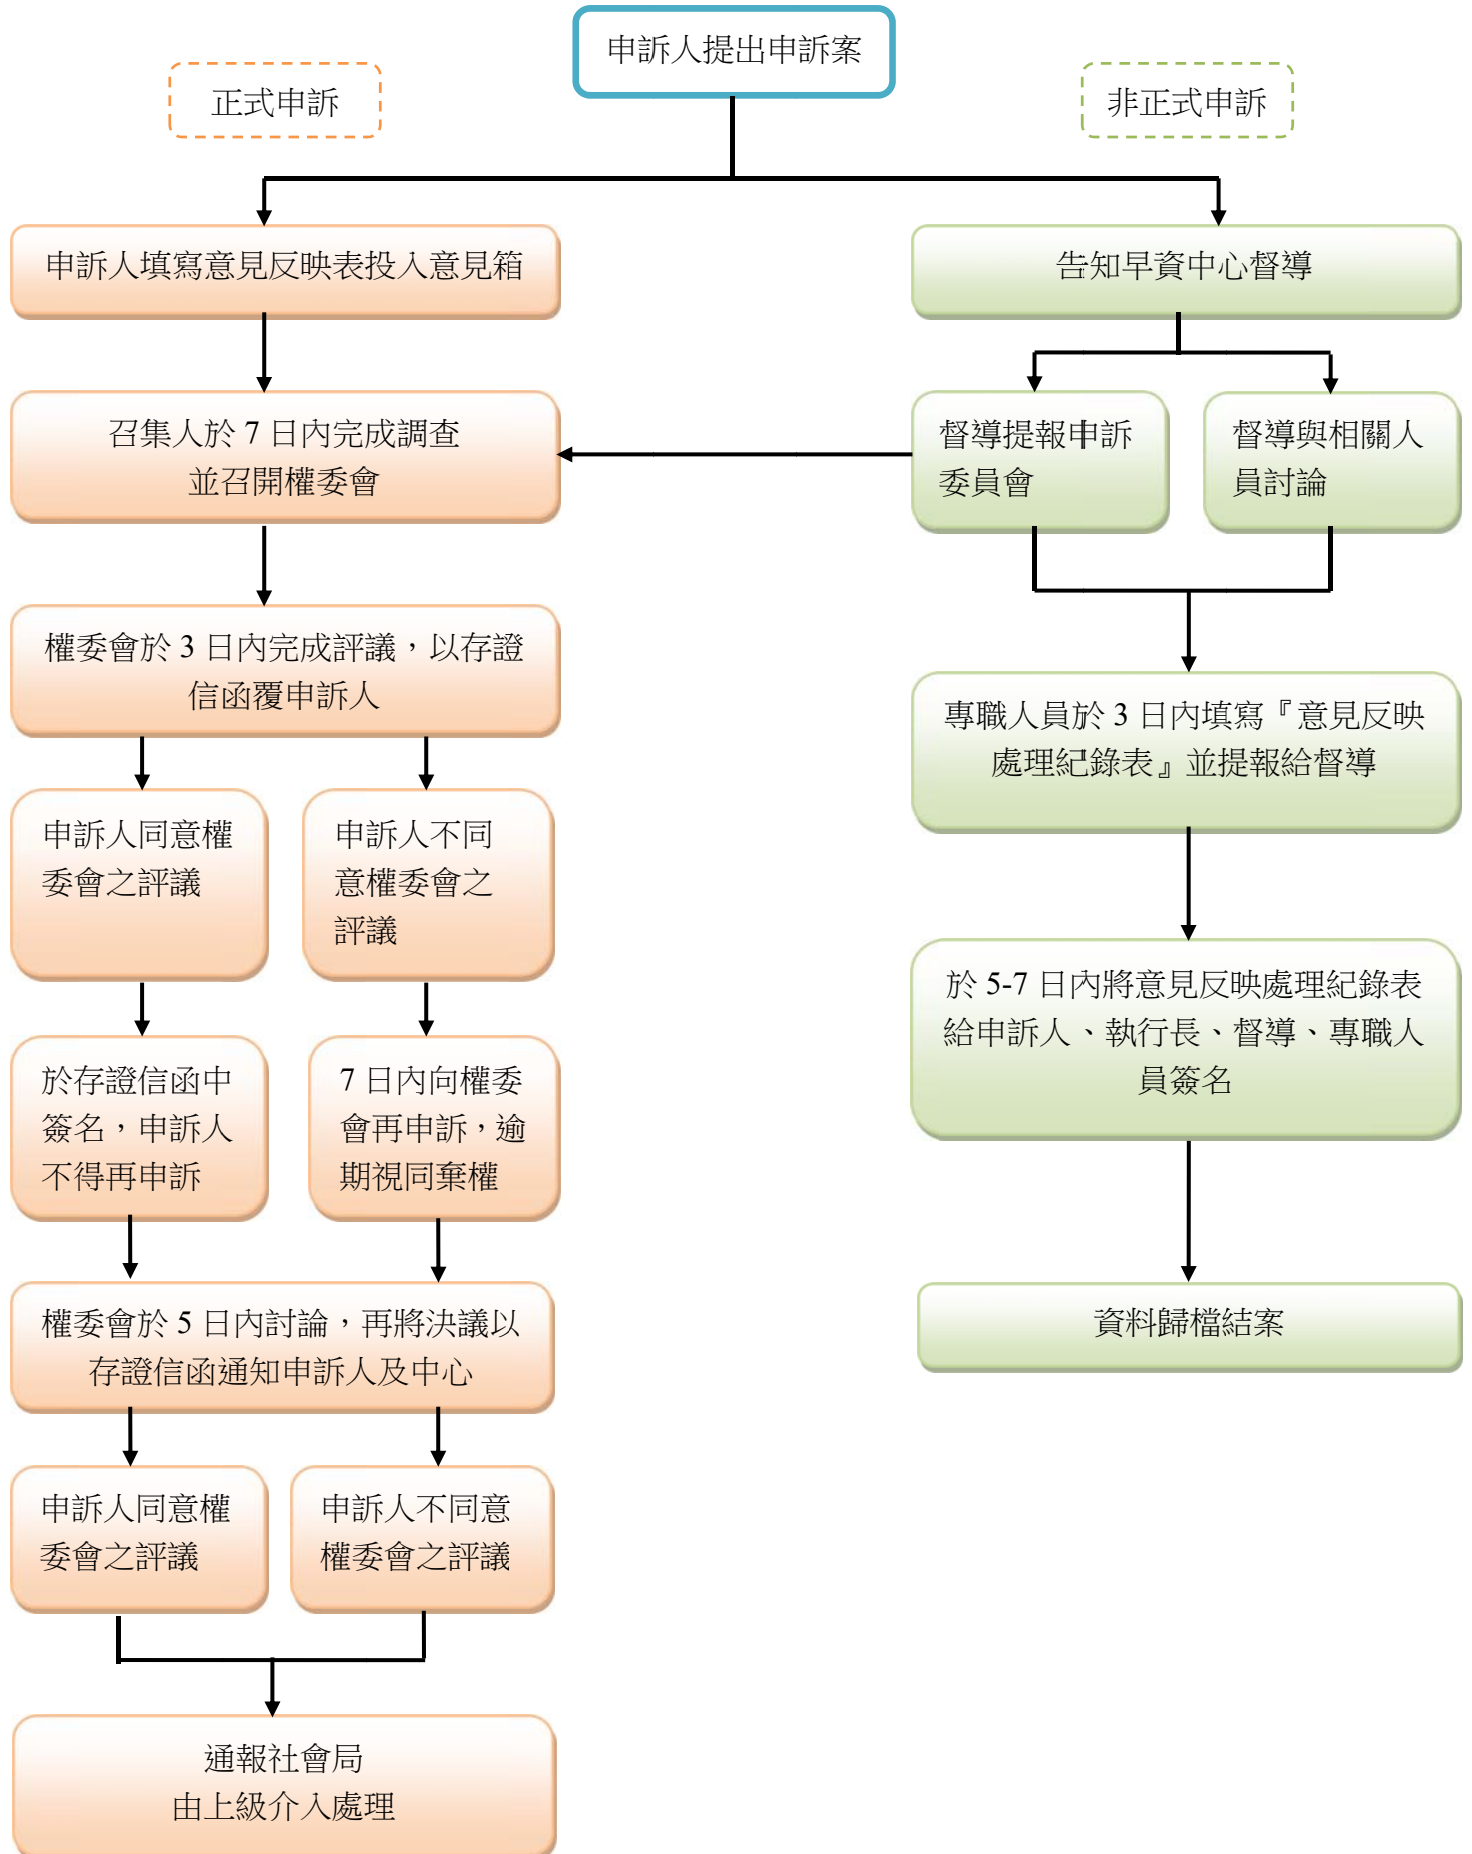 申訴人提出申訴案
正式申訴
非正式申訴
申訴人填寫意見反映表投入意見箱
告知早資中心督導
召集人於 7 日內完成調查
並召開權委會
督導提報申訴
委員會
督導與相關人
員討論
權委會於 3 日內完成評議，以存證
信函覆申訴人
專職人員於 3 日內填寫『意見反映
處理紀錄表』並提報給督導
申訴人同意權
委會之評議
申訴人不同
意權委會之
評議
於 5-7 日內將意見反映處理紀錄表
給申訴人、執行長、督導、專職人
員簽名
於存證信函中
簽名，申訴人
不得再申訴
7 日內向權委
會再申訴，逾
期視同棄權
權委會於 5 日內討論，再將決議以
存證信函通知申訴人及中心
資料歸檔結案
申訴人同意權
委會之評議
申訴人不同意
權委會之評議
通報社會局
由上級介入處理